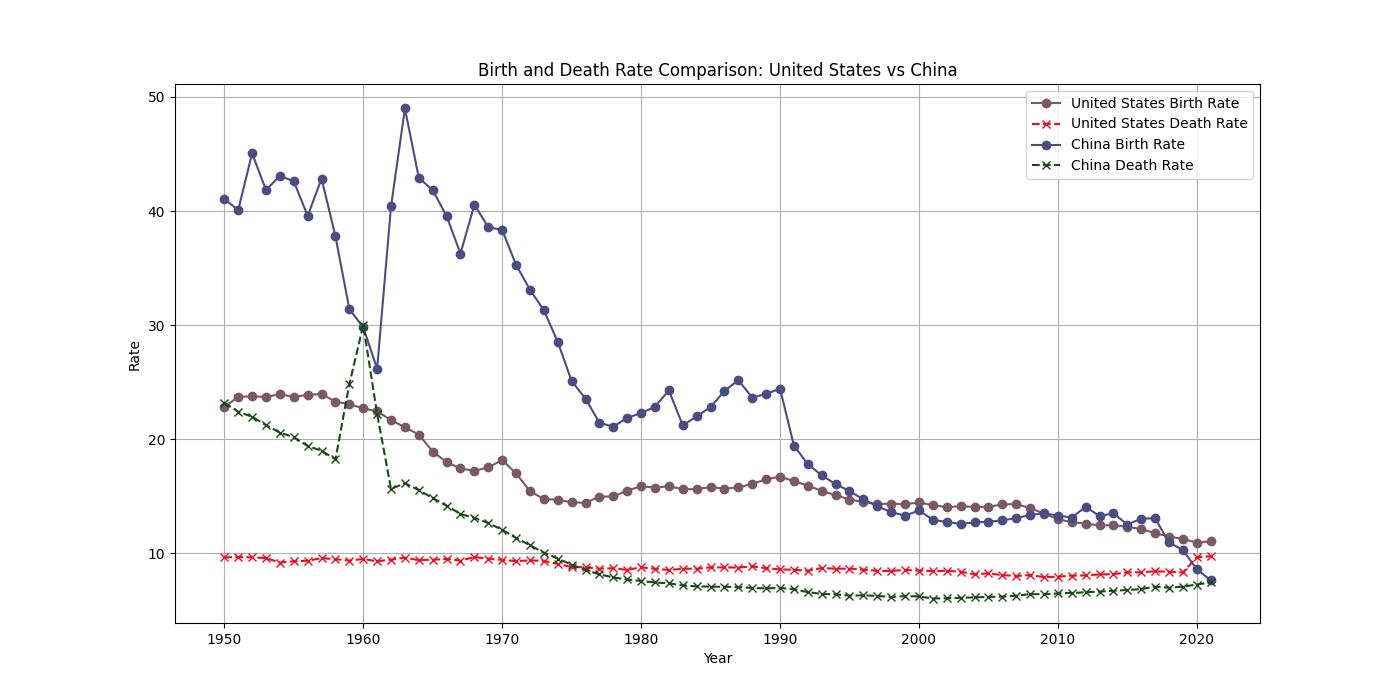 Birth and Death Rate Comparison: United States vs China
50
40
30
20
10
Rate
1950
1960
1970
1980
1990
2000
2010
2020
Year
United States Birth Rate
United States Death Rate
China Birth Rate
China Death Rate